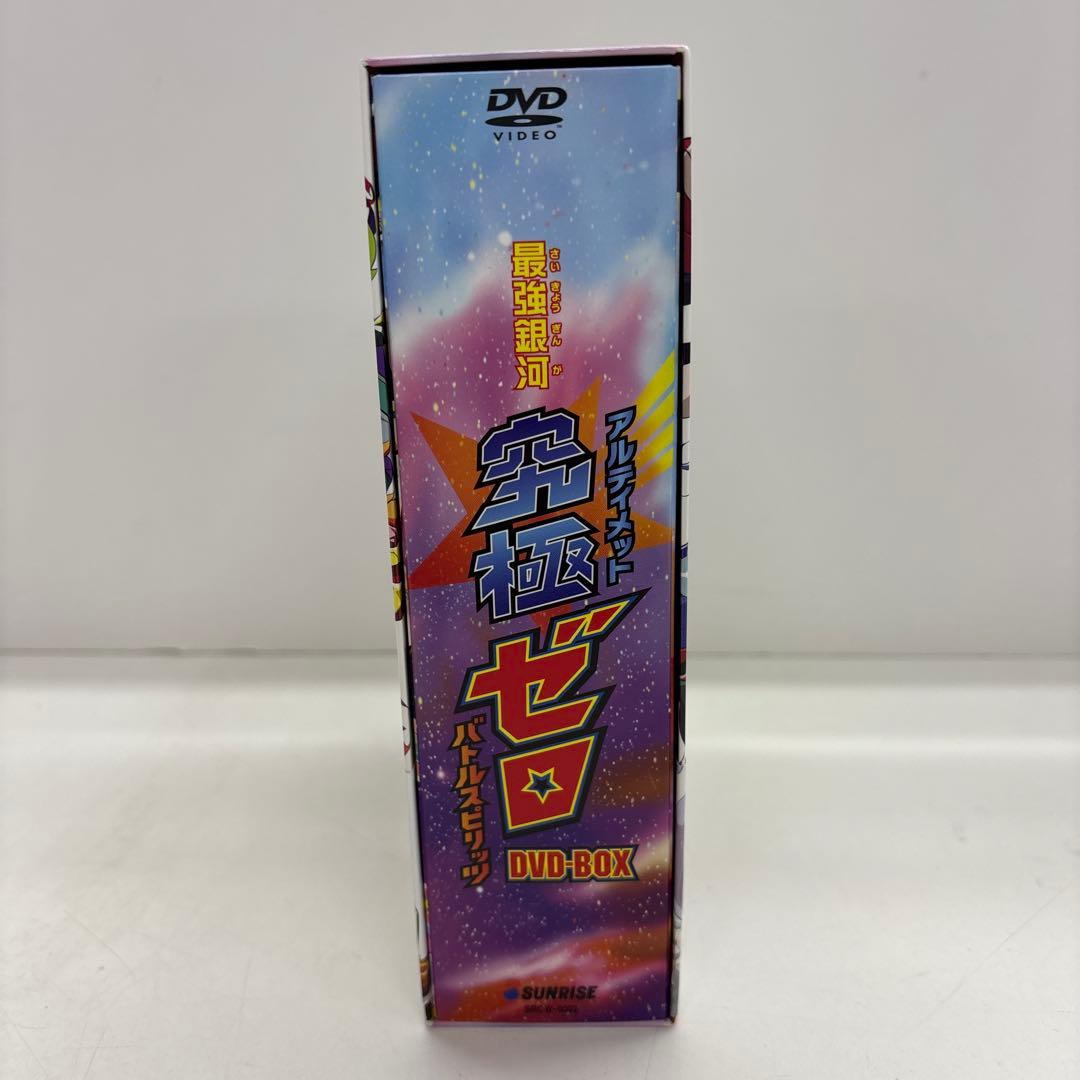 DVD
VIDEO™
最強銀河
さいきょうぎんが
究極
アルティメット
ゼロ
バトルスピリッツ
DVD-BOX
SUNRISE